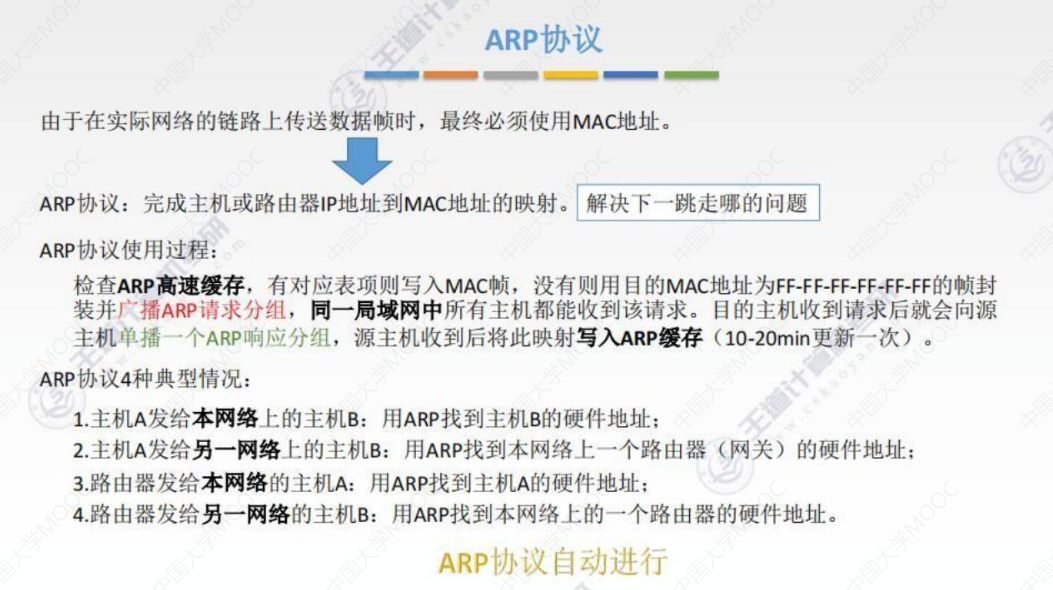 ARP协议
由于在实际网络的链路上传送数据帧时，最终必须使用MAC地址。
ARP协议：完成主机或路由器IP地址到MAC地址的映射。 解决下一跳走哪的问题
ARP协议使用过程：
检查ARP高速缓存，有对应表项则写入MAC帧，没有则用目的MAC地址为FF-FF-FF-FF-FF-FF的帧封
装并广播ARP请求分组，同一局域网中所有主机都能收到该请求。目的主机收到请求后就会向源
主机单播一个ARP响应分组，源主机收到后将此映射写入ARP缓存（10-20min更新一次）。
ARP协议4种典型情况：
1.主机A发给本网络上的主机B：用ARP找到主机B的硬件地址；
2.主机A发给另一网络上的主机B：用ARP找到本网络上一个路由器（网关）的硬件地址；
3.路由器发给本网络的主机A：用ARP找到主机A的硬件地址；
4.路由器发给另一网络的主机B：用ARP找到本网络上的一个路由器的硬件地址。
ARP协议自动进行